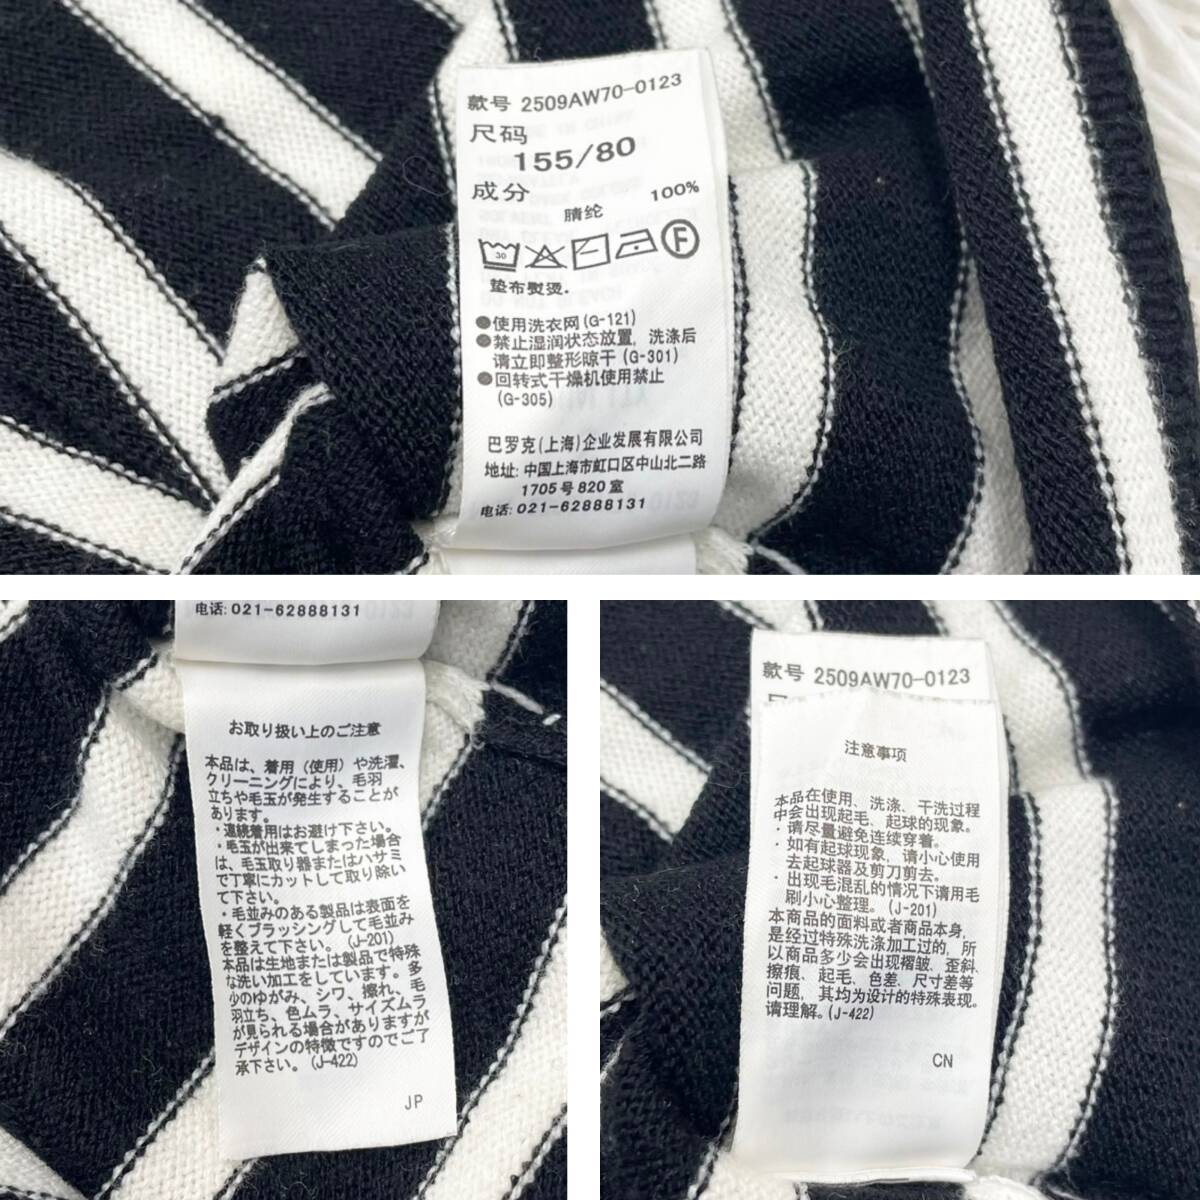 款号 2509AW70-0123
尺码
155/80
成分
100%
腈纶
30
F
垫布熨烫.
●使用洗衣网(G-121)
●禁止湿润状态放置, 洗涤后
请立即整形晾干(G-301)
●回转式干燥机使用禁止
(G-305)
巴罗克(上海)企业发展有限公司
地址: 中国上海市虹口区中山北二路
1705号820室
电话: 021-62888131
电话: 021-62888131
お取り扱い上のご注意
本品は、着用（使用）や洗濯、
クリーニングにより、毛羽
立ちや毛玉が発生することが
あります。
・連続着用はお避け下さい。
・毛玉が出来てしまった場合
は、毛玉取り器またはハサミ
で丁寧にカットして取り除い
て下さい。
・毛並みのある製品は表面を
軽くブラッシングして毛並み
を整えて下さい。(J-201)
本品は生地または製品で特殊
な洗い加工をしています。多
少のゆがみ、シワ、擦れ、毛
羽立ち、色ムラ、サイズムラ
が見られる場合がありますが
デザインの特徴ですのでご了
承下さい。(J-422)
JP
款号 2509AW70-0123
注意事项
本品在使用、洗涤、干洗过程
中会出现起毛、起球的现象。
・请尽量避免连续穿着。
・如有起球现象，请小心使用
去起球器及剪刀剪去。
・出现毛混乱的情况下请用毛
刷小心整理。(J-201)
本商品的面料或者商品本身，
是经过特殊洗涤加工过的，所
以商品多少会出现褶皱、歪斜、
擦痕、起毛、色差、尺寸差等
问题，其均为设计的特殊表现。
请理解。(J-422)
CN